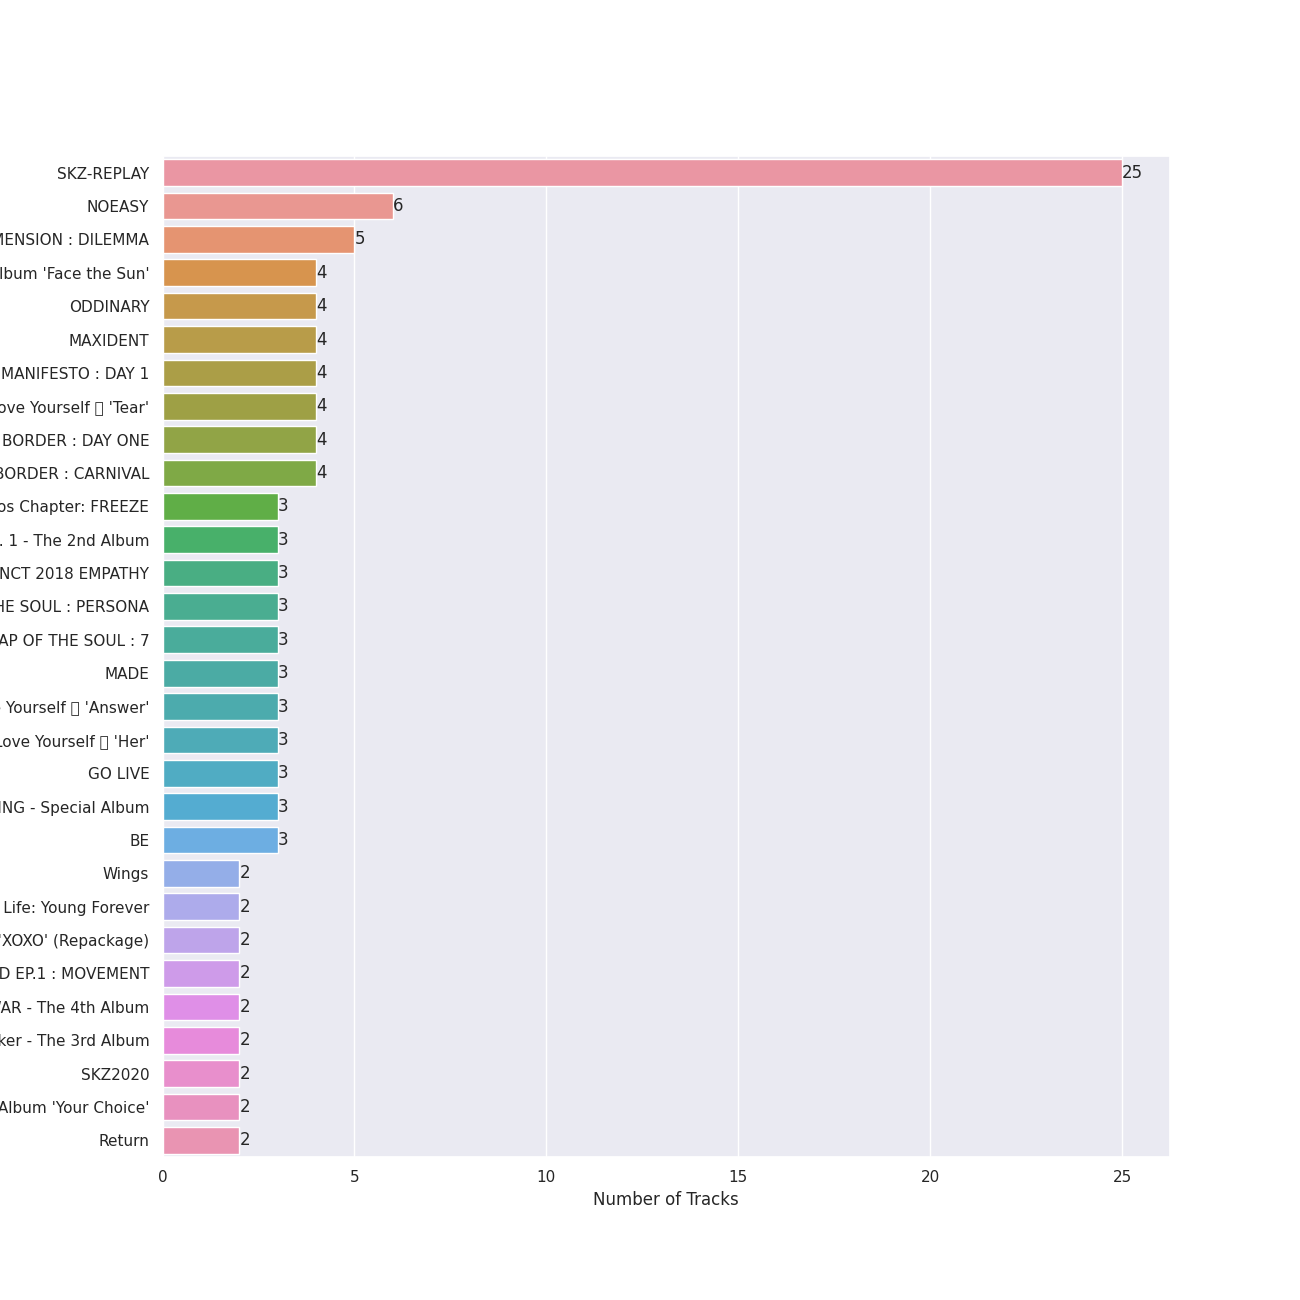 SKZ-REPLAY 25
NOEASY 6
MENSION : DILEMMA 5
lbum 'Face the Sun' 4
ODDINARY 4
MAXIDENT 4
MANIFESTO : DAY 1 4
ove Yourself 'Tear' 4
BORDER : DAY ONE 4
BORDER : CARNIVAL 4
os Chapter: FREEZE 3
. 1 - The 2nd Album 3
NCT 2018 EMPATHY 3
HE SOUL : PERSONA 3
AP OF THE SOUL : 7 3
MADE 3
Yourself 'Answer' 3
Love Yourself 'Her' 3
GO LIVE 3
ING - Special Album 3
BE 3
Wings 2
Life: Young Forever 2
'XOXO' (Repackage) 2
D EP.1 : MOVEMENT 2
AR - The 4th Album 2
ker - The 3rd Album 2
SKZ2020 2
Album 'Your Choice' 2
Return 2
0 5 10 15 20 25
Number of Tracks